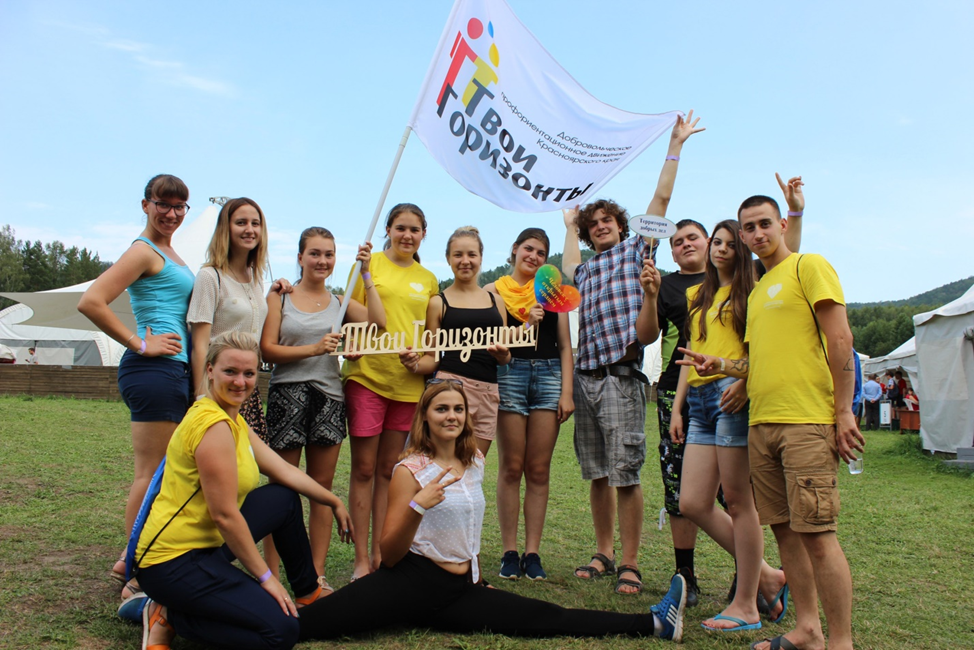 Твои
Горизонты
Добровольческое
профориентационное движение
Красноярского края
Твои Горизонты
Территория
добрых дел